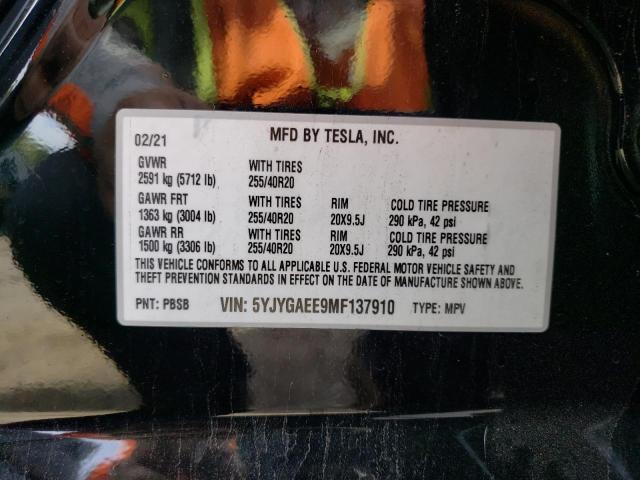 02/21 MFD BY TESLA, INC.
GVWR WITH TIRES
2591 kg (5712 lb) 255/40R20
GAWR FRT WITH TIRES RIM COLD TIRE PRESSURE
1363 kg (3004 lb) 255/40R20 20X9.5J 290 kPa, 42 psi
GAWR RR WITH TIRES RIM COLD TIRE PRESSURE
1500 kg (3306 lb) 255/40R20 20X9.5J 290 kPa, 42 psi
THIS VEHICLE CONFORMS TO ALL APPLICABLE U.S. FEDERAL MOTOR VEHICLE SAFETY AND
THEFT PREVENTION STANDARDS IN EFFECT ON THE DATE OF MANUFACTURE SHOWN ABOVE.
PNT: PBSB VIN: 5YJYGAEE9MF137910 TYPE: MPV